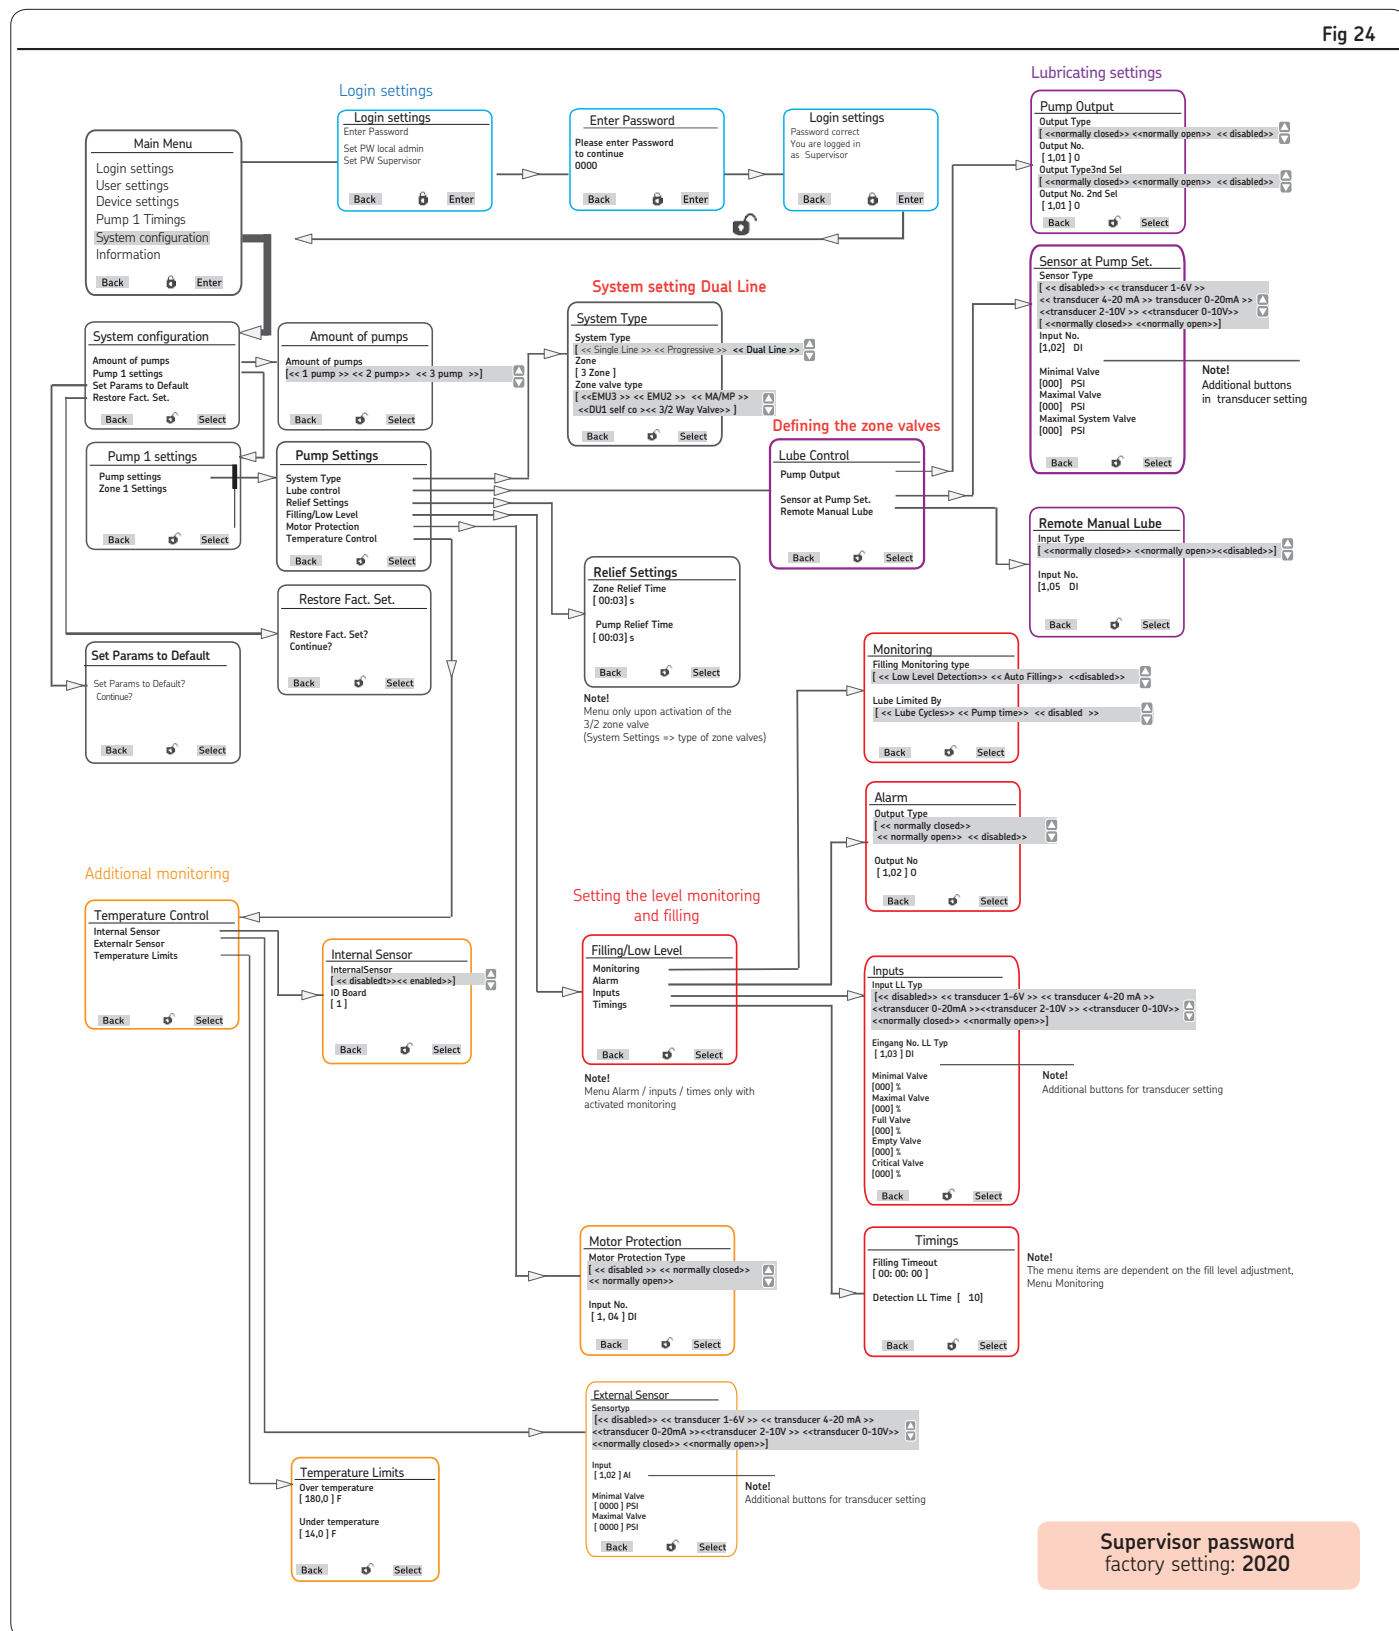 Fig 24
Login settings
Lubricating settings
Main Menu
Login settings
User settings
Device settings
Pump 1 Timings
System configuration
Information
Back
Enter
Login settings
Enter Password
Set PW local admin
Set PW Supervisor
Back
Enter
Enter Password
Please enter Password
to continue
0000
Back
Enter
Login settings
Password correct
You are logged in
as Supervisor
Back
Enter
Pump Output
Output Type
[ <<normally closed>> <<normally open>> << disabled>>
Output No.
[ 1,01 ] O
Output Type3nd Sel
[ <<normally closed>> <<normally open>> << disabled>>
Output No. 2nd Sel
[ 1,01 ] O
Back
Select
Sensor at Pump Set.
Sensor Type
[ << disabled>> << transducer 1-6V >>
<< transducer 4-20 mA >> transducer 0-20mA >>
<<transducer 2-10V >> <<transducer 0-10V>>
[ <<normally closed>> <<normally open>>]
Input No.
[1,02] DI
Minimal Valve
[000] PSI
Maximal Valve
[000] PSI
Maximal System Valve
[000] PSI
Back
Select
Note!
Additional buttons
in transducer setting
System setting Dual Line
System Type
System Type
[ << Single Line >> << Progressive >> << Dual Line >>
Zone
[ 3 Zone ]
Zone valve type
[ <<EMU3 >> << EMU2 >> << MA/MP >>
<<DU1 self co >>< 3/2 Way Valve>> ]
Back
Select
System configuration
Amount of pumps
Pump 1 settings
Set Params to Default
Restore Fact. Set.
Back
Select
Amount of pumps
Amount of pumps
[<< 1 pump >> << 2 pump>> << 3 pump >>]
Back
Select
Pump 1 settings
Pump settings
Zone 1 Settings
Back
Select
Pump Settings
System Type
Lube control
Relief Settings
Filling/Low Level
Motor Protection
Temperature Control
Back
Select
Defining the zone valves
Lube Control
Pump Output
Sensor at Pump Set.
Remote Manual Lube
Back
Select
Remote Manual Lube
Input Type
[ <<normally closed>> <<normally open>><<disabled>>]
Input No.
[1,05 DI
Back
Select
Restore Fact. Set.
Restore Fact. Set?
Continue?
Back
Select
Set Params to Default
Set Params to Default?
Continue?
Back
Select
Relief Settings
Zone Relief Time
[ 00:03] s
Pump Relief Time
[ 00:03] s
Back
Select
Note!
Menu only upon activation of the
3/2 zone valve
(System Settings => type of zone valves)
Monitoring
Filling Monitoring type
[ << Low Level Detection>> << Auto Filling>> <<disabled>>
Lube Limited By
[ << Lube Cycles>> << Pump time>> << disabled >>
Back
Select
Alarm
Output Type
[ << normally closed>>
<< normally open>> << disabled>>
Output No
[ 1,02 ] O
Back
Select
Additional monitoring
Temperature Control
Internal Sensor
Externalr Sensor
Temperature Limits
Back
Select
Internal Sensor
InternalSensor
[ << disabledt>><< enabled>>]
IO Board
[ 1 ]
Back
Select
Setting the level monitoring
and filling
Filling/Low Level
Monitoring
Alarm
Inputs
Timings
Back
Select
Note!
Menu Alarm / inputs / times only with
activated monitoring
Inputs
Input LL Typ
[<< disabled>> << transducer 1-6V >> << transducer 4-20 mA >>
<<transducer 0-20mA >><<transducer 2-10V >> <<transducer 0-10V>>
<<normally closed>> <<normally open>>]
Eingang No. LL Typ
[ 1,03 ] DI
Minimal Valve
[000] %
Maximal Valve
[000] %
Full Valve
[000] %
Empty Valve
[000] %
Critical Valve
[000] %
Back
Select
Note!
Additional buttons for transducer setting
Motor Protection
Motor Protection Type
[ << disabled >> << normally closed>>
<< normally open>>
Input No.
[ 1, 04 ] DI
Back
Select
Timings
Filling Timeout
[ 00: 00: 00 ]
Detection LL Time [ 10]
Back
Select
Note!
The menu items are dependent on the fill level adjustment,
Menu Monitoring
External Sensor
Sensortyp
[<< disabled>> << transducer 1-6V >> << transducer 4-20 mA >>
<<transducer 0-20mA >><<transducer 2-10V >> <<transducer 0-10V>>
<<normally closed>> <<normally open>>]
Input
[ 1,02 ] AI
Minimal Valve
[ 0000 ] PSI
Maximal Valve
[ 0000 ] PSI
Back
Select
Note!
Additional buttons for transducer setting
Temperature Limits
Over temperature
[ 180,0 ] F
Under temperature
[ 14,0 ] F
Back
Select
Supervisor password
factory setting: 2020